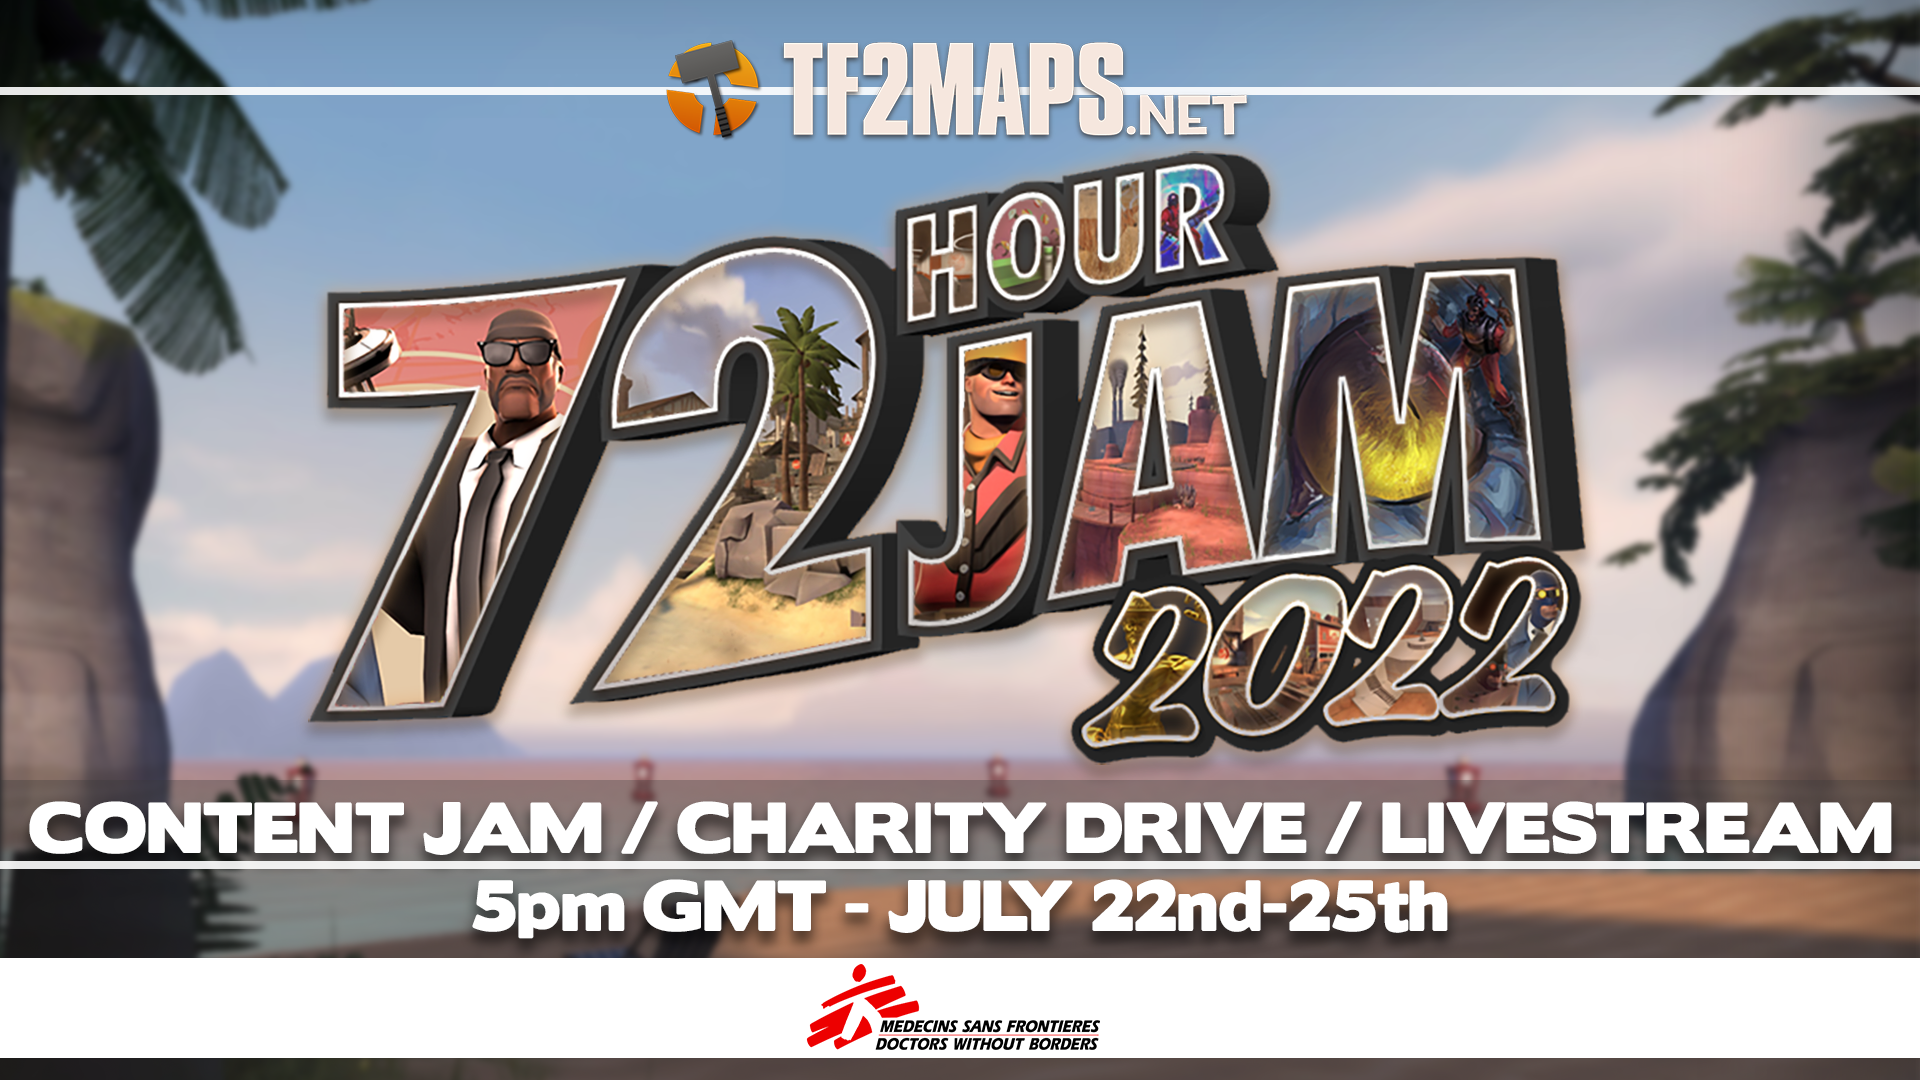 TF2MAPS.NET
72 HOUR JAM
2022
CONTENT JAM / CHARITY DRIVE / LIVESTREAM
5pm GMT - JULY 22nd-25th
MEDECINS SANS FRONTIERES
DOCTORS WITHOUT BORDERS